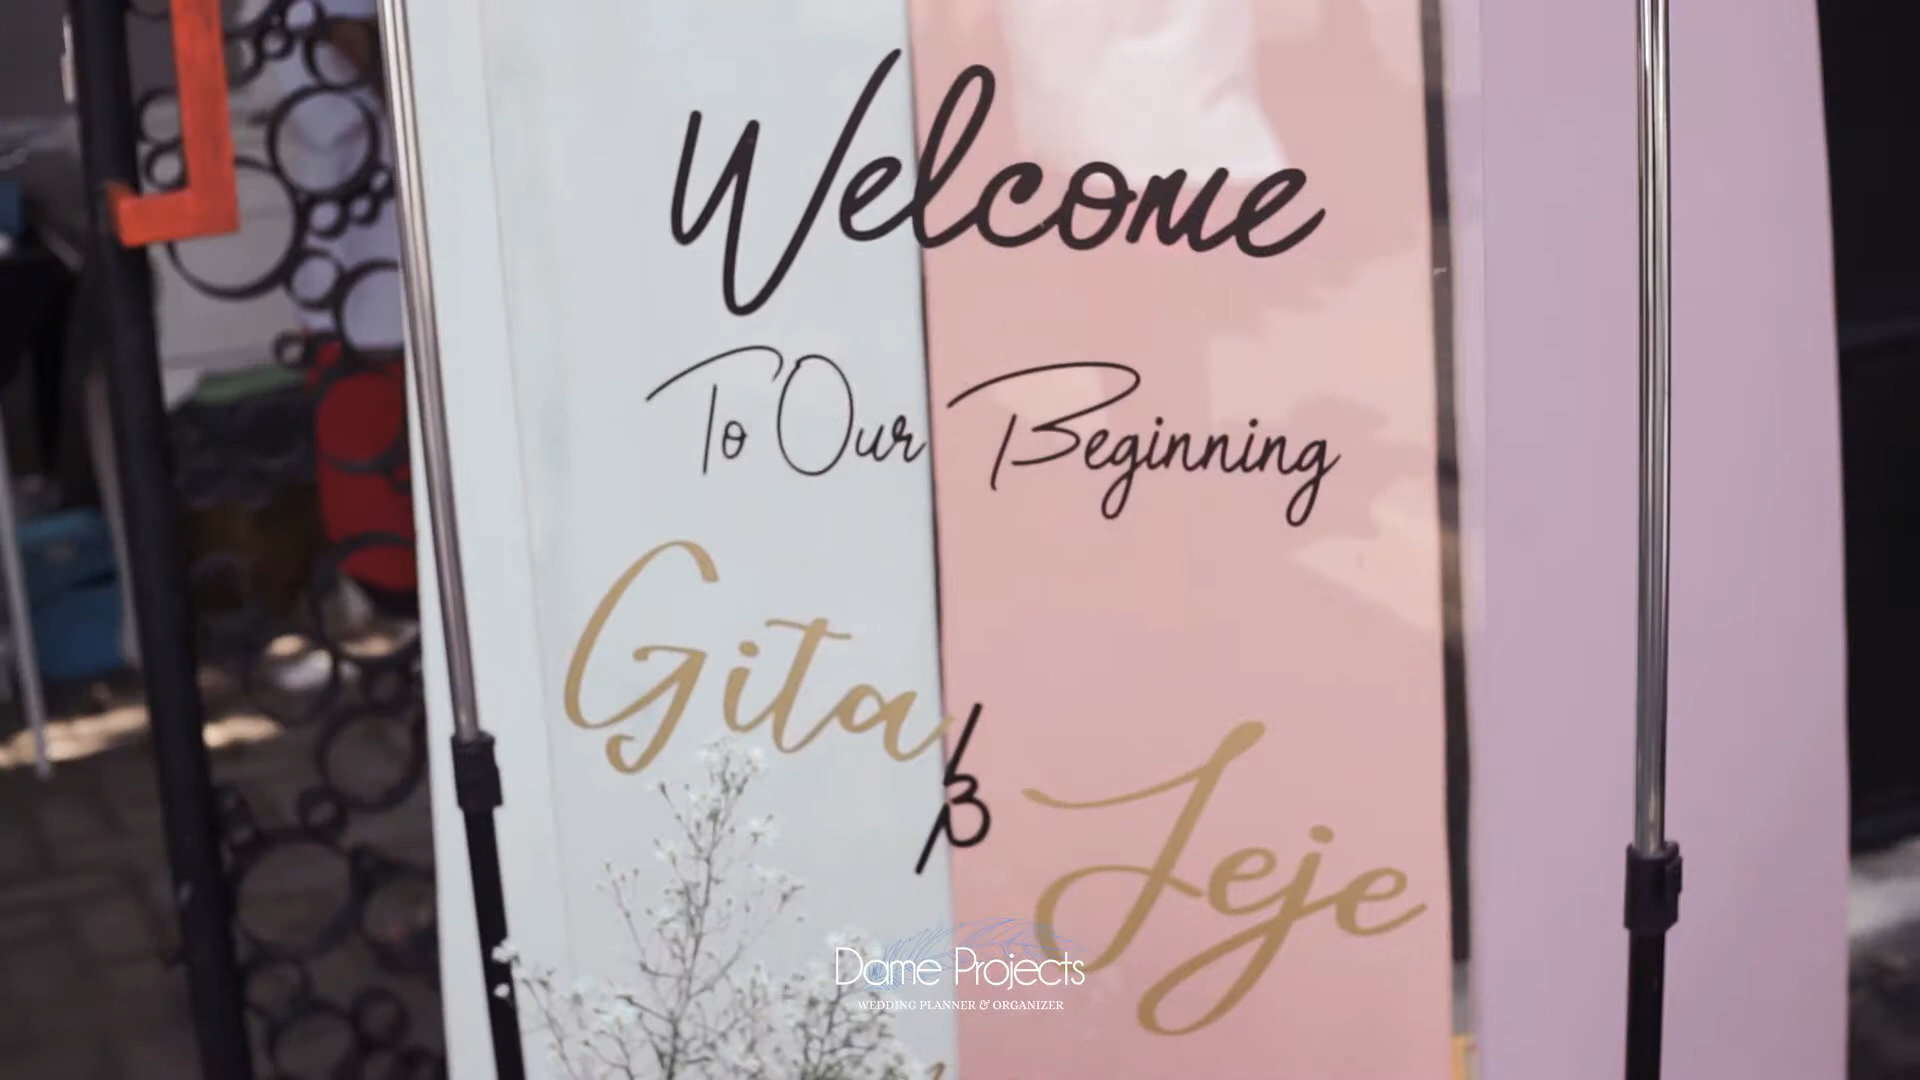 Welcome
To Our Beginning
Gita
&
Jeje
Dame Projects
WEDDING PLANNER & ORGANIZER